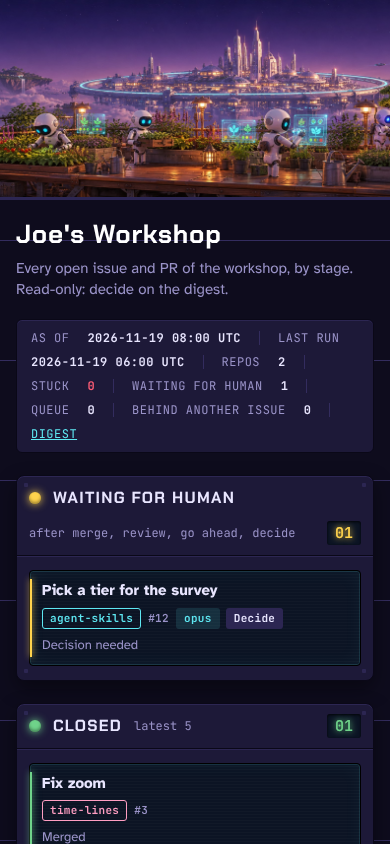 Joe's Workshop
Every open issue and PR of the workshop, by stage.
Read-only: decide on the digest.
AS OF 2026-11-19 08:00 UTC LAST RUN
2026-11-19 06:00 UTC REPOS 2
STUCK 0 WAITING FOR HUMAN 1
QUEUE 0 BEHIND ANOTHER ISSUE 0
DIGEST
WAITING FOR HUMAN
after merge, review, go ahead, decide 01
Pick a tier for the survey
agent-skills #12 opus Decide
Decision needed
CLOSED latest 5 01
Fix zoom
time-lines #3
Merged